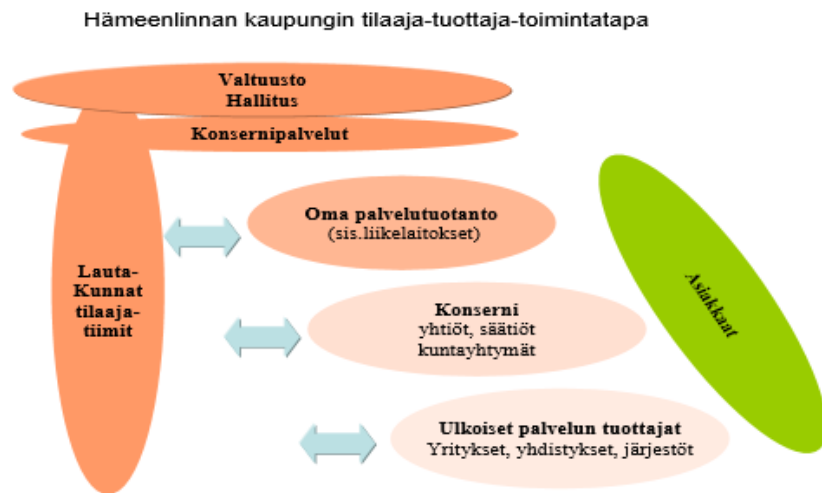 Hämeenlinnan kaupungin tilaaja-tuottaja-toimintatapa
Valtuusto
Hallitus
Konsernipalvelut
Oma palvelutuotanto
(sis.liikelaitokset)
Lauta-
Kunnat
tilaaja-
tiimit
Konserni
yhtiöt, säätiöt
kuntayhtymät
Asiakkaat
Ulkoiset palvelun tuottajat
Yritykset, yhdistykset, järjestöt